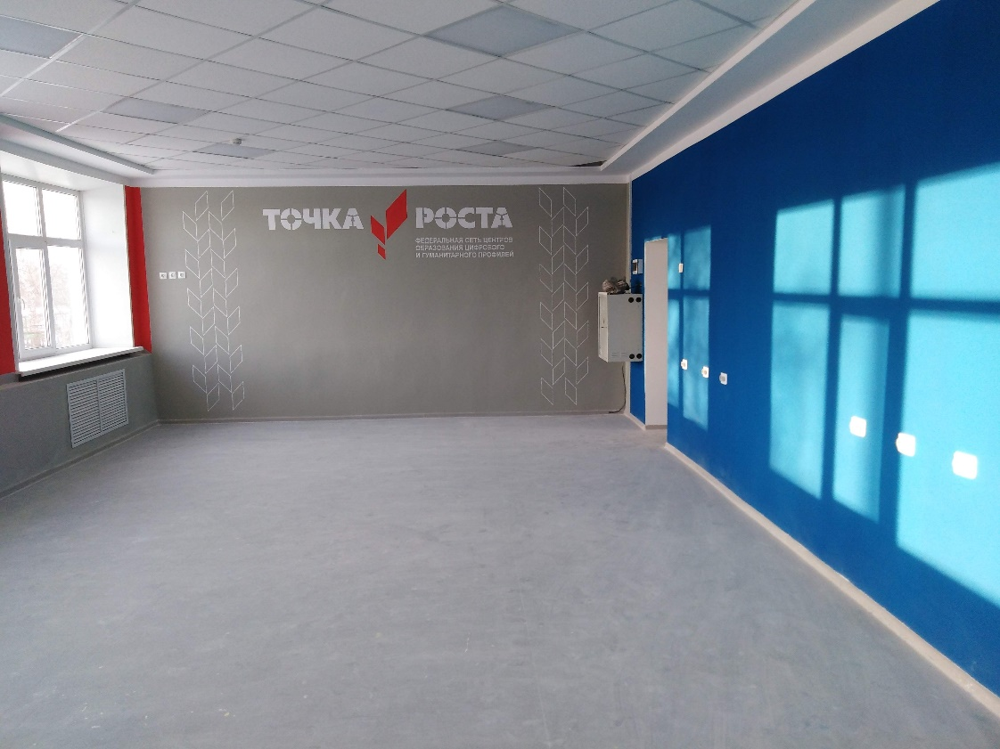 ТОЧКА РОСТА
ФЕДЕРАЛЬНАЯ СЕТЬ ЦЕНТРОВ
ОБРАЗОВАНИЯ ЦИФРОВОГО
И ГУМАНИТАРНОГО ПРОФИЛЕЙ